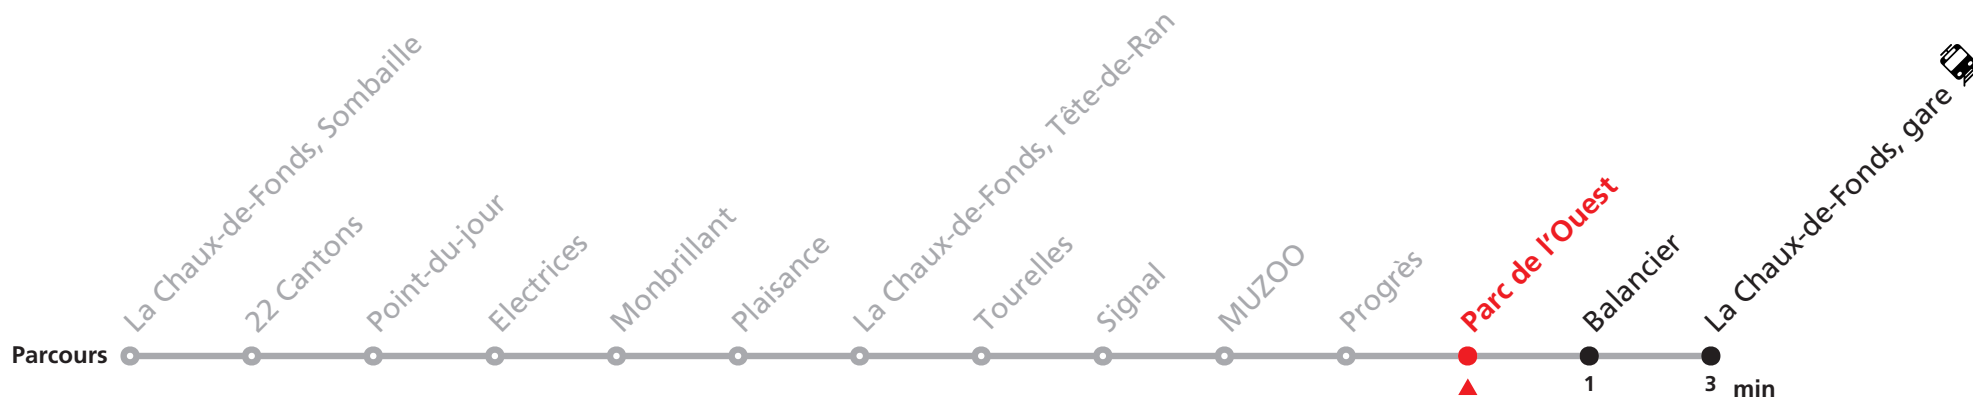 La Chaux-de-Fonds, Sombaille
22 Cantons
Point-du-jour
Electrices
Monbrillant
Plaisance
La Chaux-de-Fonds, Tête-de-Ran
Tourelles
Signal
MUZOO
Progrès
Parc de l'Ouest
Balancier
La Chaux-de-Fonds, gare
Parcours
1 3 min